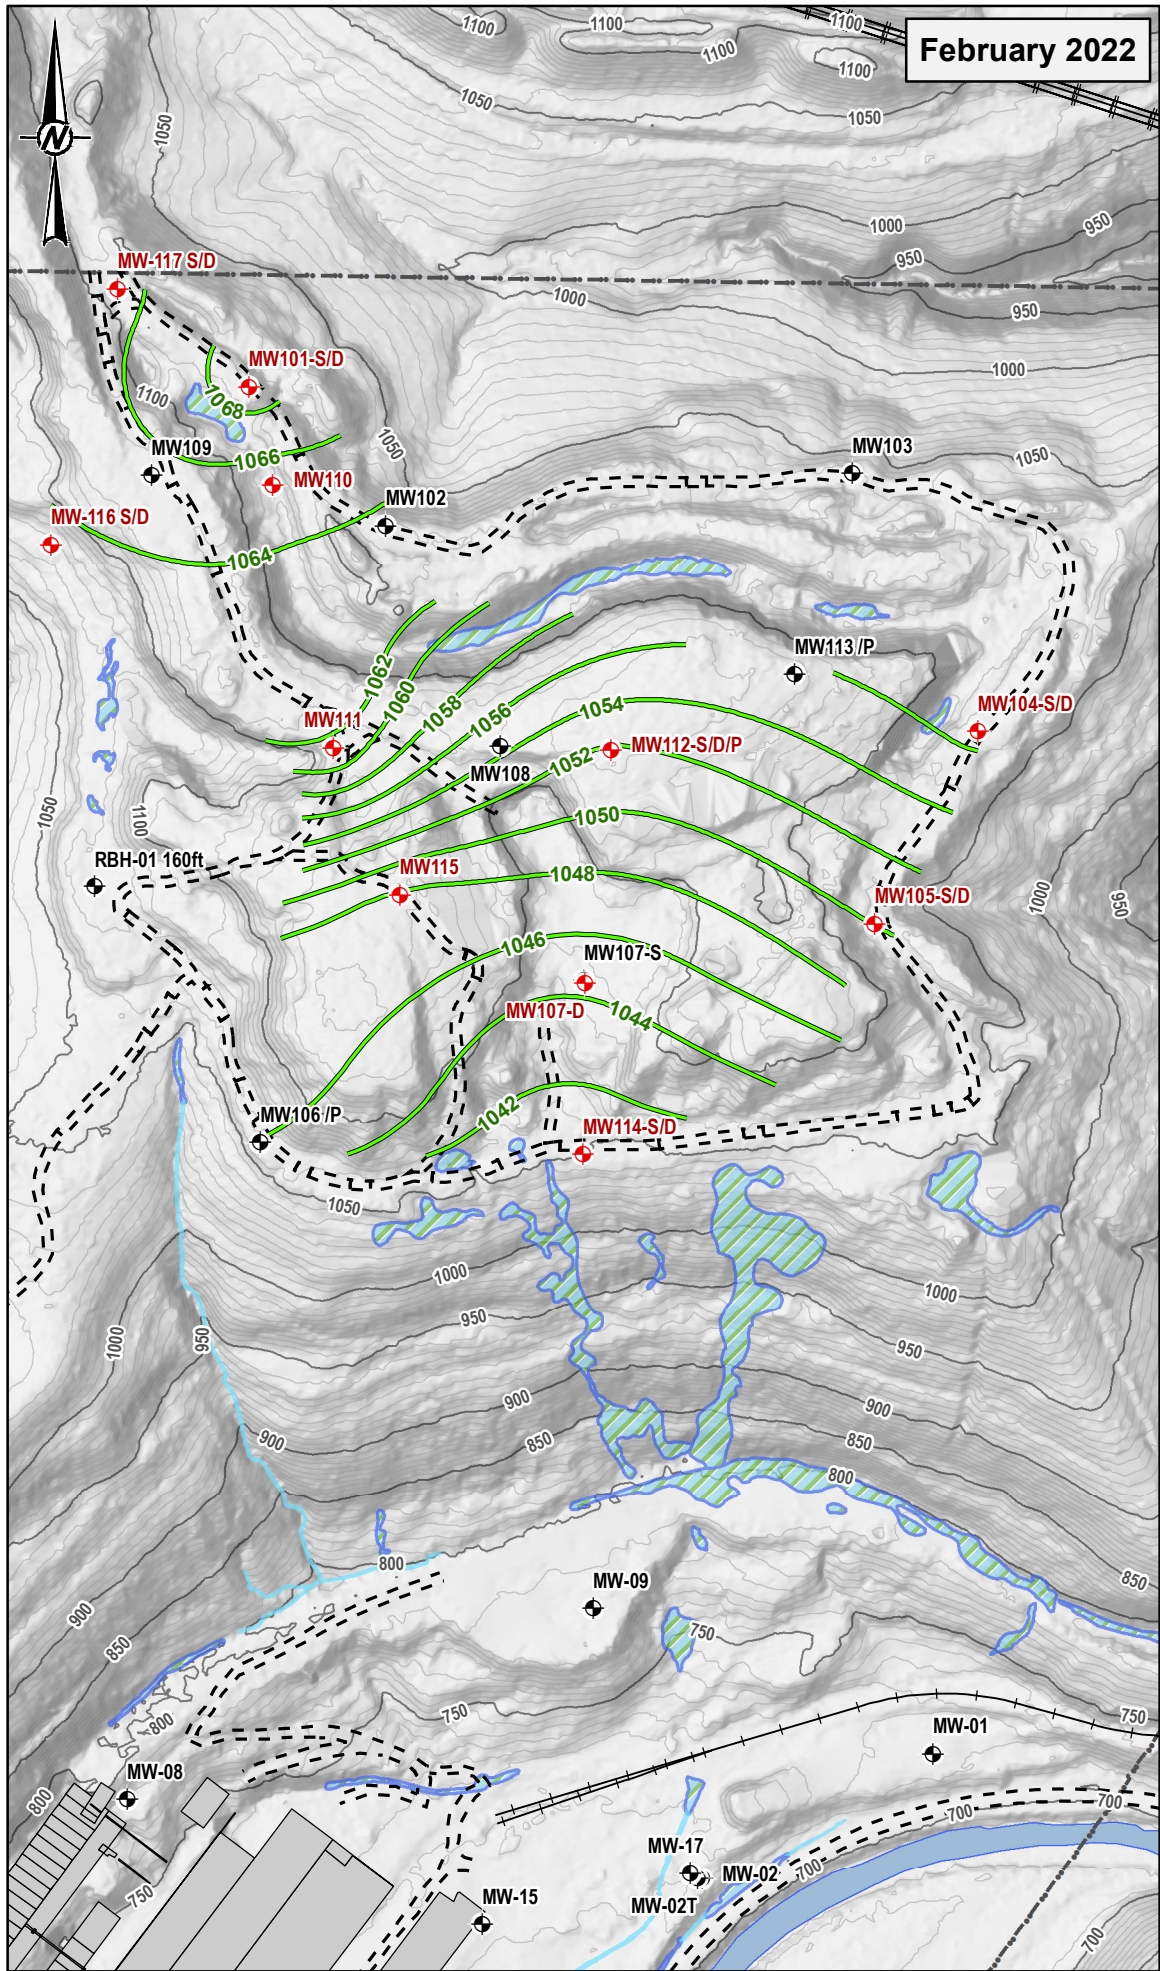 1100
1100
1100
1100
1100
February 2022
1050
1050
1050
N
1000
950
950
MW-117 S/D
1000
950
MW101-S/D
1000
1100
1068
MW109
1050
MW103
1066
1050
MW110
MW102
MW-116 S/D
1064
MW113 /P
1062
1060
1058
1056
1054
MW104-S/D
MW111
1052
MW112-S/D/P
MW108
1050
1100
1050
RBH-01 160ft
MW115
1048
MW105-S/D
1000
950
1046
MW107-S
MW107-D
1044
MW106 /P
1042
MW114-S/D
1050
1000
1000
1000
950
950
950
900
900
900
850
850
800
800
850
900
850
MW-09
750
750
750
800
MW-01
MW-08
800
700
700
700
MW-17
MW-02
MW-02T
750
MW-15
700